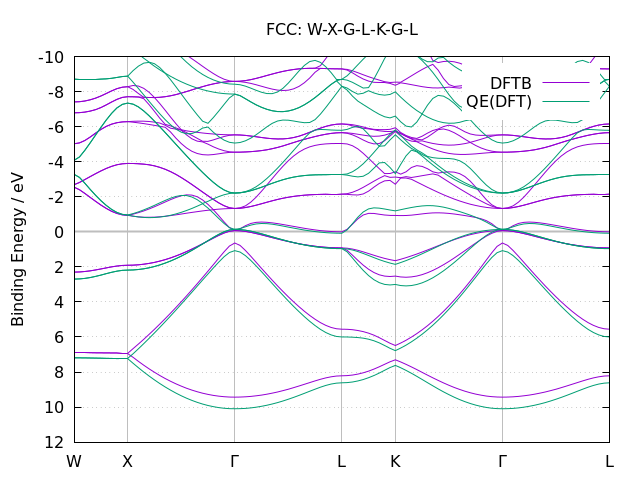 FCC: W-X-G-L-K-G-L
-10
-8
-6
-4
-2
0
2
4
6
8
10
12
Binding Energy / eV
DFTB
QE(DFT)
W X Γ L K Γ L